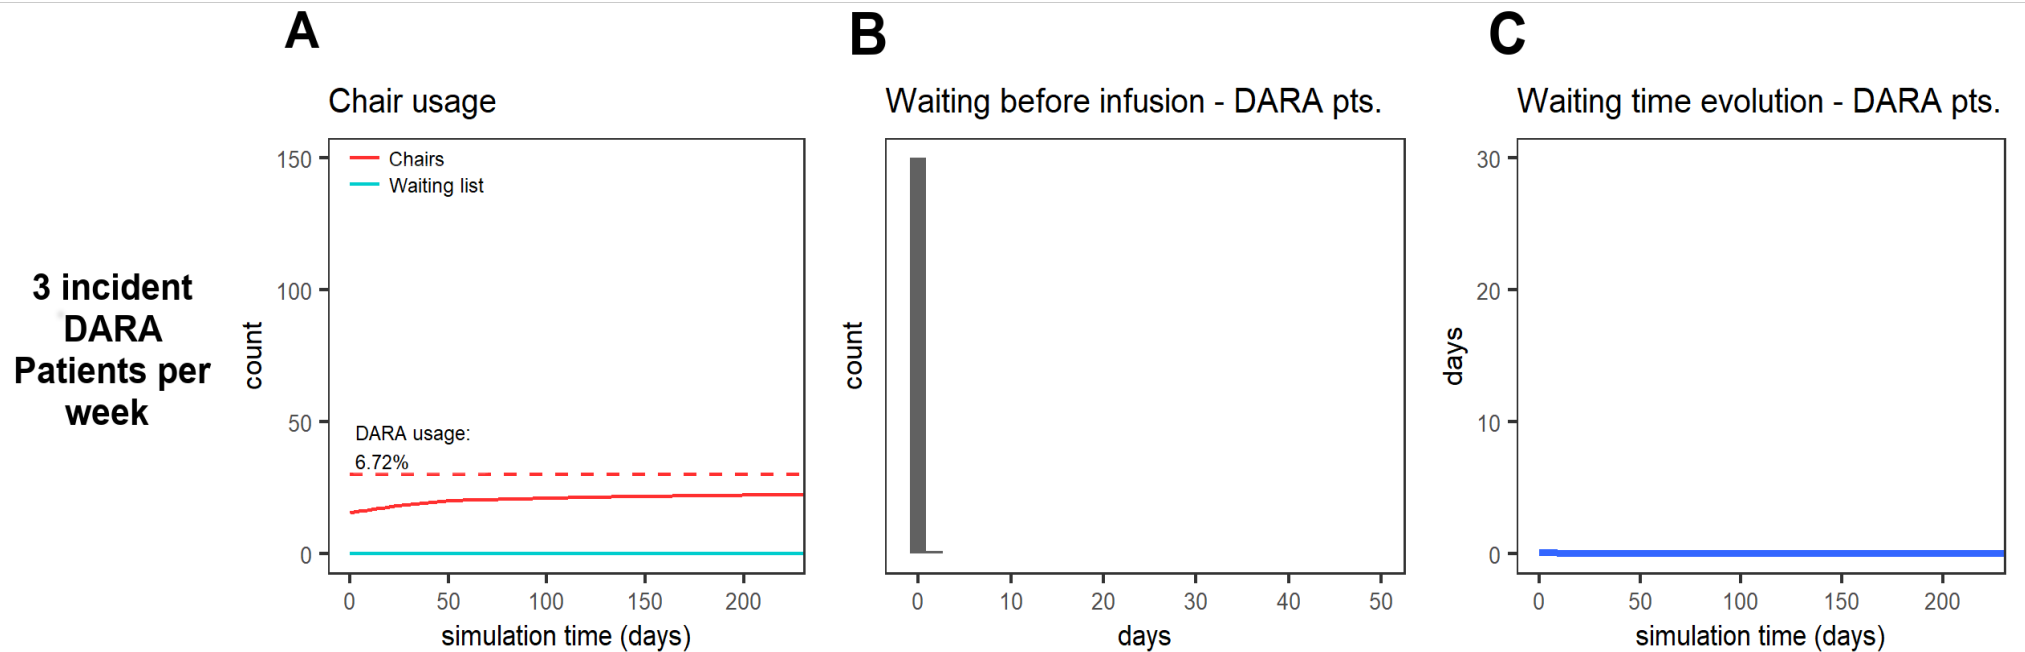 A
B
C
Chair usage
Waiting before infusion - DARA pts.
Waiting time evolution - DARA pts.
3 incident
DARA
Patients per
week
count
150
100
50
0
Chairs
Waiting list
DARA usage:
6.72%
0
50
100
150
200
simulation time (days)
count
0
10
20
30
40
50
days
days
30
20
10
0
0
50
100
150
200
simulation time (days)